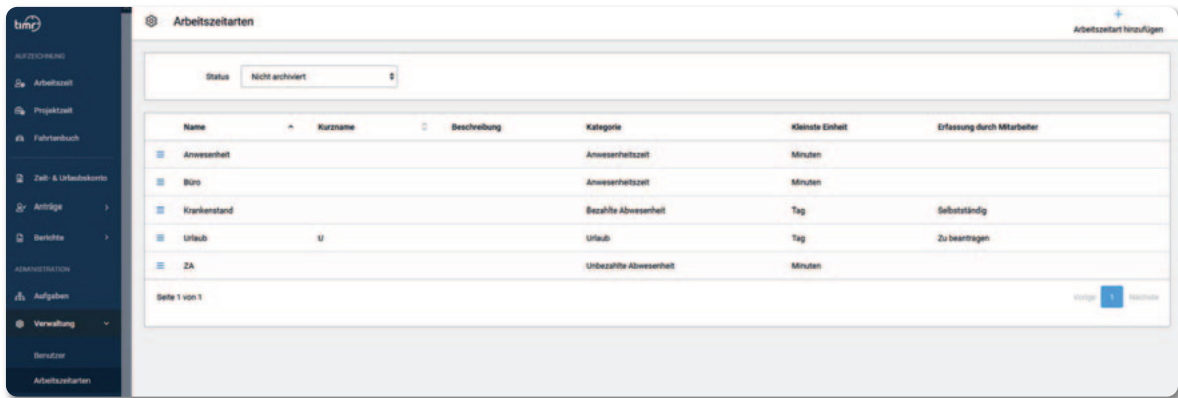 timr
Arbeitszeitarten
Arbeitszeitart hinzufügen
AUFZEICHNUNG
Arbeitszeit
Projektzeit
Fahrtenbuch
Zeit- & Urlaubskonto
Anträge
Berichte
ADMINISTRATION
Aufgaben
Verwaltung
Benutzer
Arbeitszeitarten
Status Nicht archiviert
Name Kurzname Beschreibung Kategorie Kleinste Einheit Erfassung durch Mitarbeiter
Anwesenheit Anwesenheitszeit Minuten
Büro Anwesenheitszeit Minuten
Krankenstand Bezahlte Abwesenheit Tag Selbstständig
Urlaub U Urlaub Tag Zu beantragen
ZA Unbezahlte Abwesenheit Minuten
Seite 1 von 1 Vorige 1 Nächste